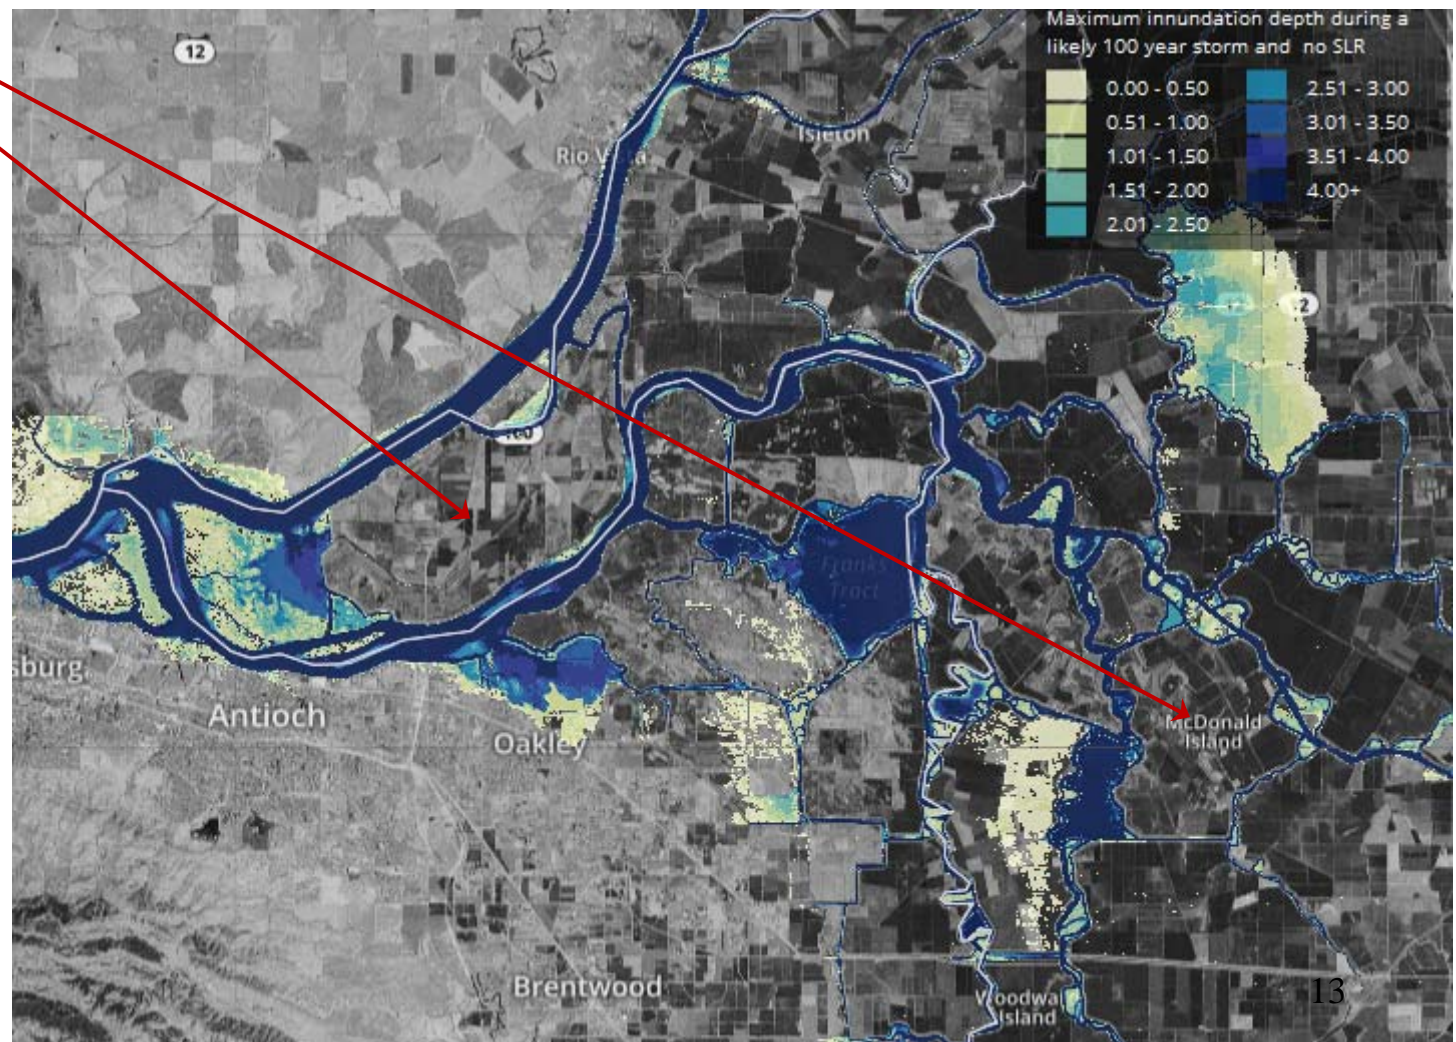 Maximum innundation depth during a
likely 100 year storm and no SLR
0.00 - 0.50
0.51 - 1.00
1.01 - 1.50
1.51 - 2.00
2.01 - 2.50
2.51 - 3.00
3.01 - 3.50
3.51 - 4.00
4.00+
12
Isleton
Rio Vista
12
Franks
Tract
sburg
Antioch
Oakley
McDonald
Island
Brentwood
Woodwa
Island
13